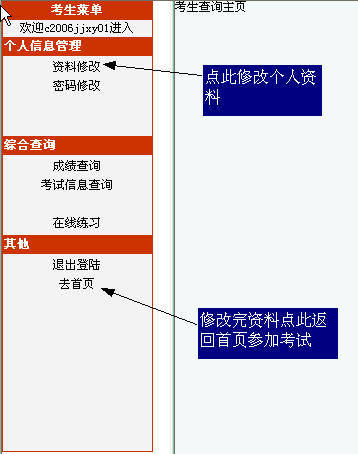 考生菜单
考生查询主页
欢迎c2006jjxy01进入
个人信息管理
资料修改
点此修改个人资
料
密码修改
综合查询
成绩查询
考试信息查询
在线练习
其他
退出登陆
去首页
修改完资料点此返
回首页参加考试